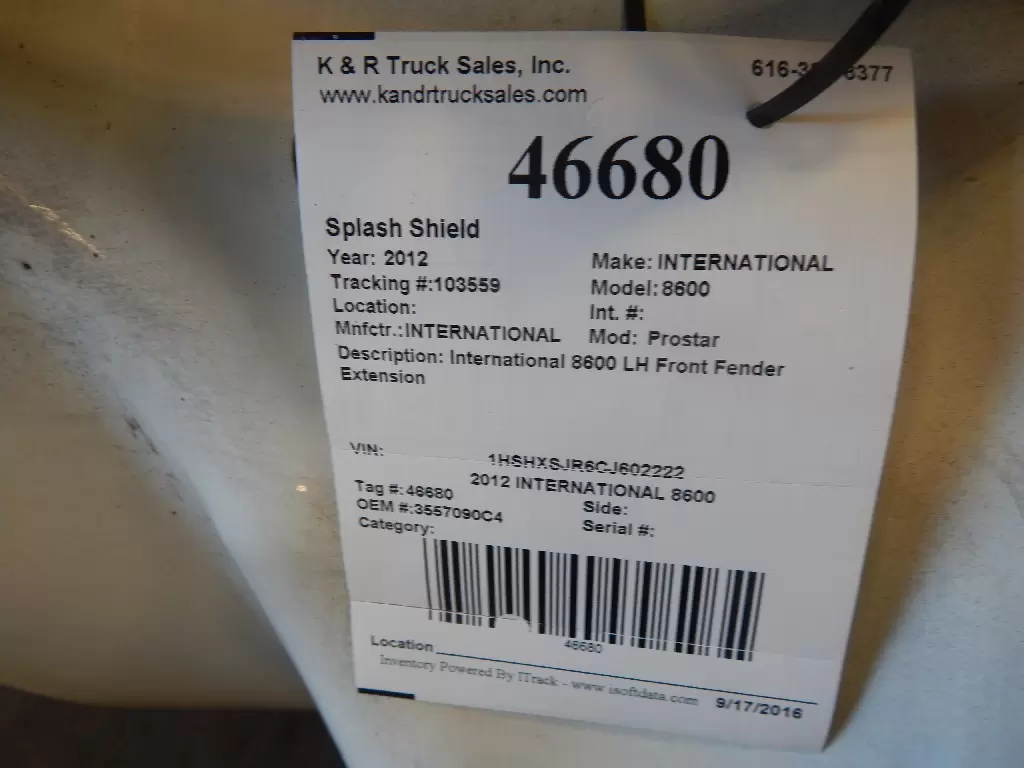 K & R Truck Sales, Inc.
www.kandrtrucksales.com
46680
Splash Shield
Year: 2012 Make: INTERNATIONAL
Tracking #:103559 Model: 8600
Location: Int. #:
Mnfctr.:INTERNATIONAL Mod: Prostar
Description: International 8600 LH Front Fender
Extension
VIN: 1HSHXSJR6CJ602222
2012 INTERNATIONAL 8600
Tag #:46680 Side:
OEM #:3557090C4 Serial #:
Category:
46680
Location
Inventory Powered By ITrack - www.isoftdata.com 9/17/2016